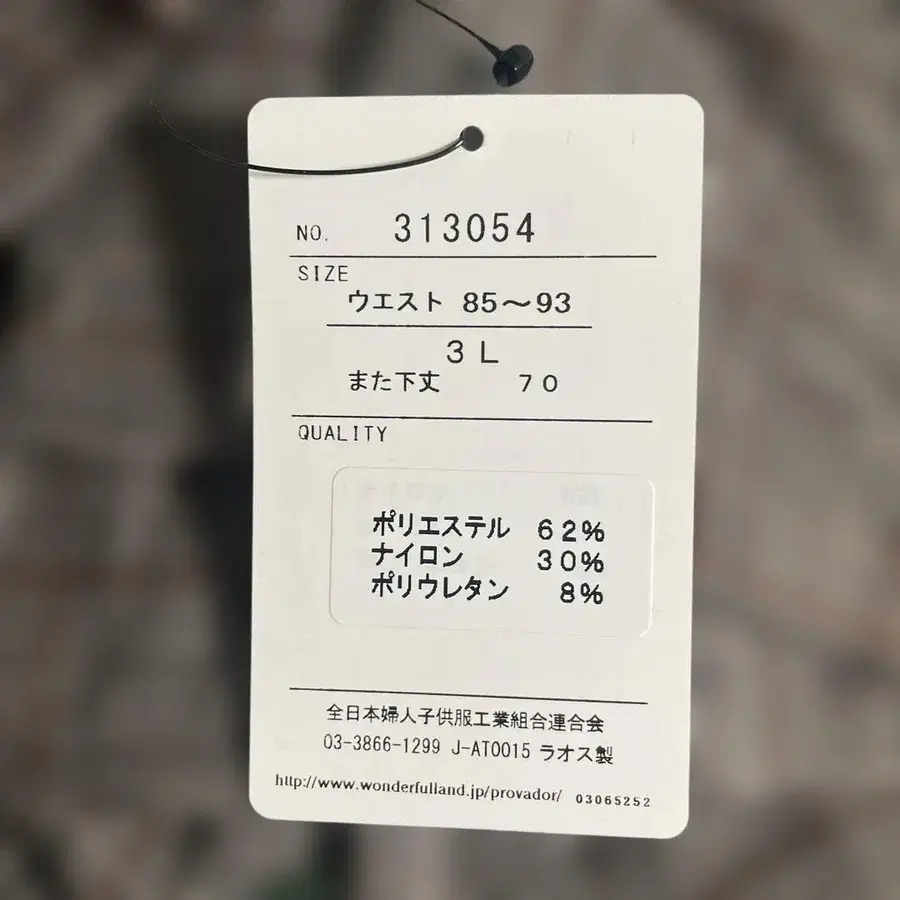 NO. 313054
SIZE
ウエスト 85～93
3L
また下丈 70
QUALITY
ポリエステル 62%
ナイロン 30%
ポリウレタン 8%
全日本婦人子供服工業組合連合会
03-3866-1299 J-AT0015 ラオス製
http://www.wonderfulland.jp/provador/ 03065252